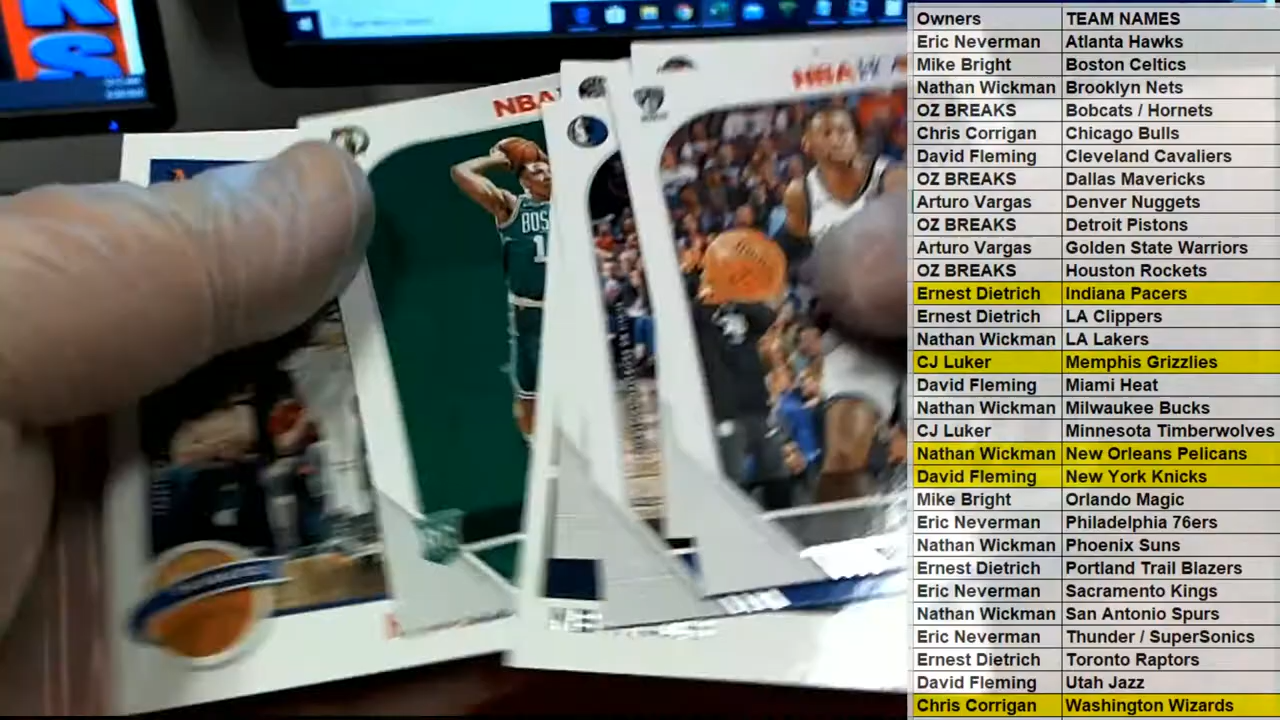 Owners TEAM NAMES
Eric Neverman Atlanta Hawks
Mike Bright Boston Celtics
Nathan Wickman Brooklyn Nets
OZ BREAKS Bobcats / Hornets
Chris Corrigan Chicago Bulls
David Fleming Cleveland Cavaliers
OZ BREAKS Dallas Mavericks
Arturo Vargas Denver Nuggets
OZ BREAKS Detroit Pistons
Arturo Vargas Golden State Warriors
OZ BREAKS Houston Rockets
Ernest Dietrich Indiana Pacers
Ernest Dietrich LA Clippers
Nathan Wickman LA Lakers
CJ Luker Memphis Grizzlies
David Fleming Miami Heat
Nathan Wickman Milwaukee Bucks
CJ Luker Minnesota Timberwolves
Nathan Wickman New Orleans Pelicans
David Fleming New York Knicks
Mike Bright Orlando Magic
Eric Neverman Philadelphia 76ers
Nathan Wickman Phoenix Suns
Ernest Dietrich Portland Trail Blazers
Eric Neverman Sacramento Kings
Nathan Wickman San Antonio Spurs
Eric Neverman Thunder / SuperSonics
Ernest Dietrich Toronto Raptors
David Fleming Utah Jazz
Chris Corrigan Washington Wizards
KS
NBA
NBA
BOS
1